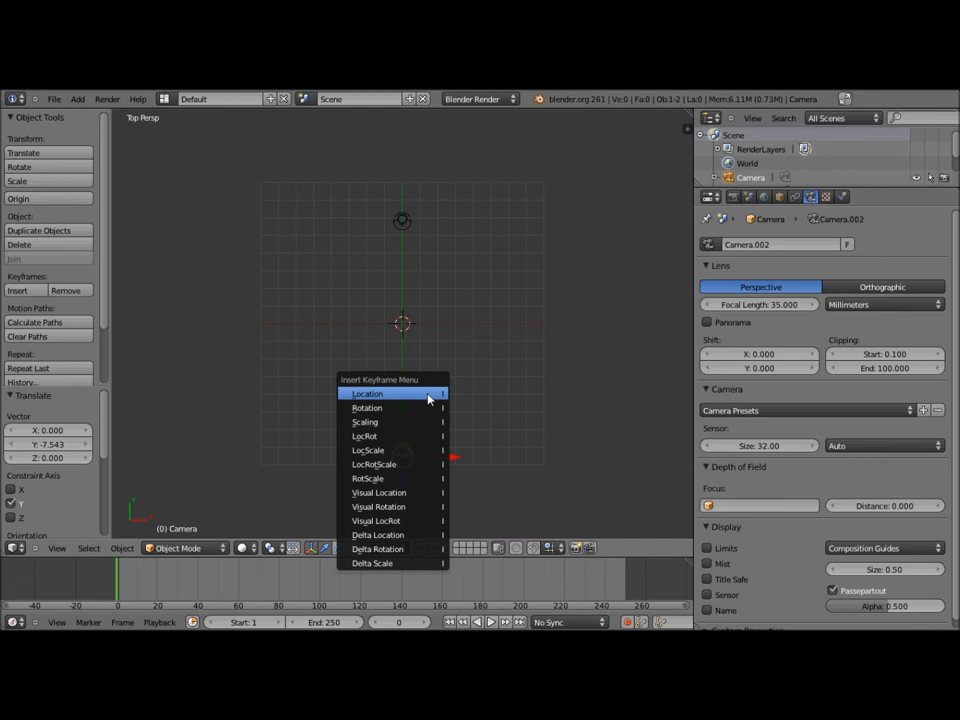 File Add Render Help Default Scene Blender Render blender.org 261 | Ve:0 | Fa:0 | Ob:1-2 | La:0 | Mem:6.11M (0.73M) | Camera
Object Tools
Transform:
Translate
Rotate
Scale
Origin
Object:
Duplicate Objects
Delete
Join
Keyframes:
Insert Remove
Motion Paths:
Calculate Paths
Clear Paths
Repeat:
Repeat Last
History...
Translate
Vector
X: 0.000
Y: -7.543
Z: 0.000
Constraint Axis
X
Y
Z
Orientation
Top Persp
Insert Keyframe Menu
Location I
Rotation I
Scaling I
LocRot I
LocScale I
LocRotScale I
RotScale I
Visual Location I
Visual Rotation I
Visual LocRot I
Delta Location I
Delta Rotation I
Delta Scale I
y
x
(0) Camera
View Select Object Object Mode
-40 -20 0 20 40 60 80 100 120 140 160 180 200 220 240 260
View Marker Frame Playback Start: 1 End: 250 0 No Sync
View Search All Scenes
Scene
RenderLayers
World
Camera
Camera Camera.002
Camera.002 F
Lens
Perspective Orthographic
Focal Length: 35.000 Millimeters
Panorama
Shift: Clipping:
X: 0.000 Start: 0.100
Y: 0.000 End: 100.000
Camera
Camera Presets
Sensor:
Size: 32.00 Auto
Depth of Field
Focus:
Distance: 0.000
Display
Limits Composition Guides
Mist Size: 0.50
Title Safe Passepartout
Sensor Alpha: 0.500
Name